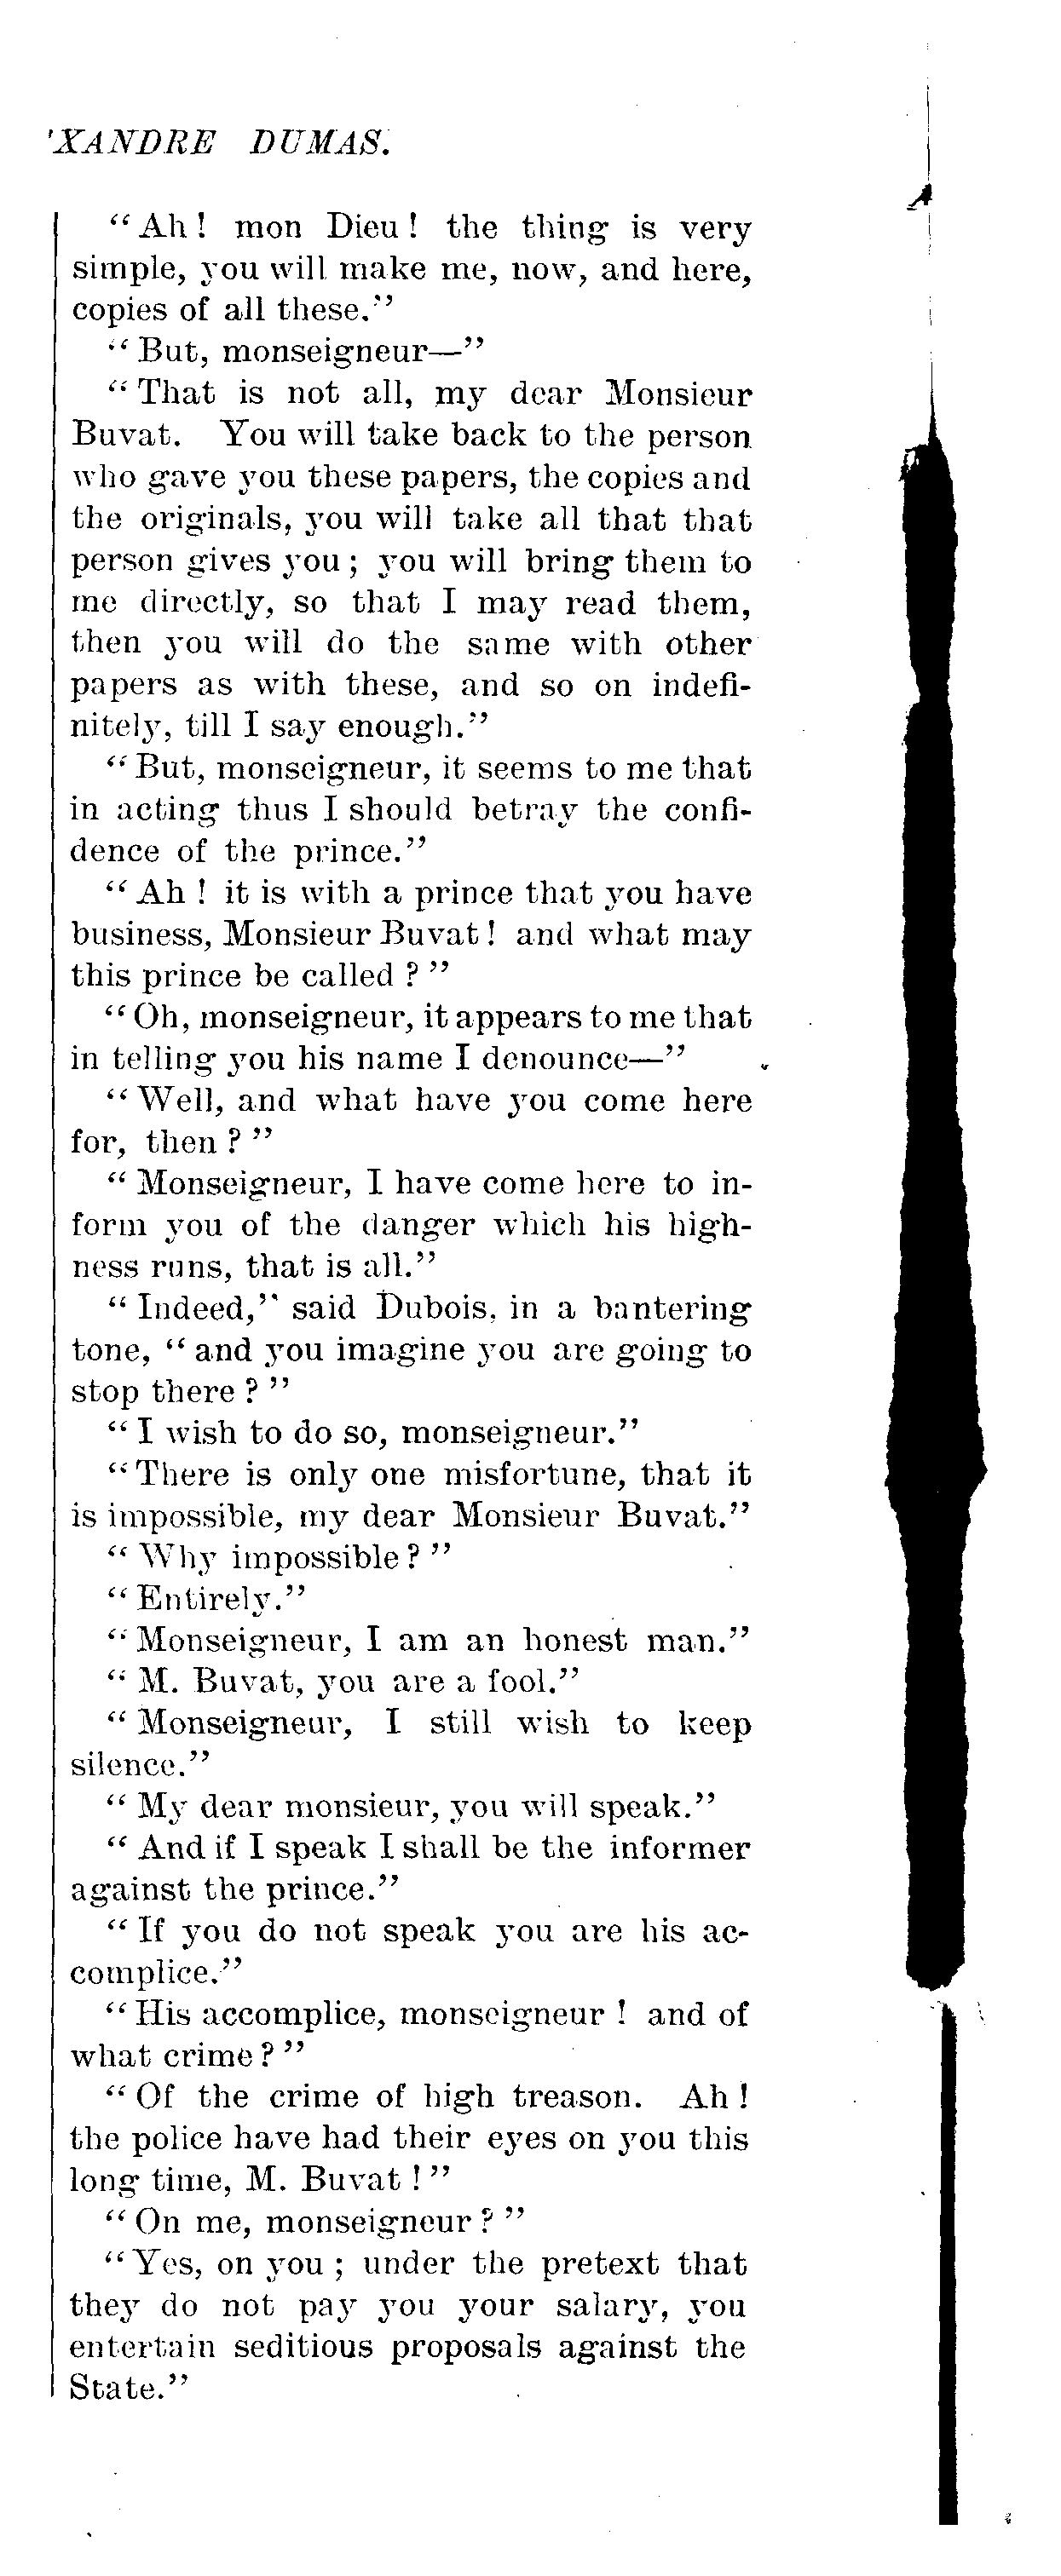 'XANDRE DUMAS.
"Ah! mon Dieu! the thing is very
simple, you will make me, now, and here,
copies of all these."
"But, monseigneur—"
"That is not all, my dear Monsieur
Buvat. You will take back to the person
who gave you these papers, the copies and
the originals, you will take all that that
person gives you; you will bring them to
me directly, so that I may read them,
then you will do the same with other
papers as with these, and so on indefi-
nitely, till I say enough."
"But, monseigneur, it seems to me that
in acting thus I should betray the confi-
dence of the prince."
"Ah! it is with a prince that you have
business, Monsieur Buvat! and what may
this prince be called?"
"Oh, monseigneur, it appears to me that
in telling you his name I denounce—"
"Well, and what have you come here
for, then?"
"Monseigneur, I have come here to in-
form you of the danger which his high-
ness runs, that is all."
"Indeed," said Dubois, in a bantering
tone, "and you imagine you are going to
stop there?"
"I wish to do so, monseigneur."
"There is only one misfortune, that it
is impossible, my dear Monsieur Buvat."
"Why impossible?"
"Entirely."
"Monseigneur, I am an honest man."
"M. Buvat, you are a fool."
"Monseigneur, I still wish to keep
silence."
"My dear monsieur, you will speak."
"And if I speak I shall be the informer
against the prince."
"If you do not speak you are his ac-
complice."
"His accomplice, monseigneur! and of
what crime?"
"Of the crime of high treason. Ah!
the police have had their eyes on you this
long time, M. Buvat!"
"On me, monseigneur?"
"Yes, on you; under the pretext that
they do not pay you your salary, you
entertain seditious proposals against the
State."